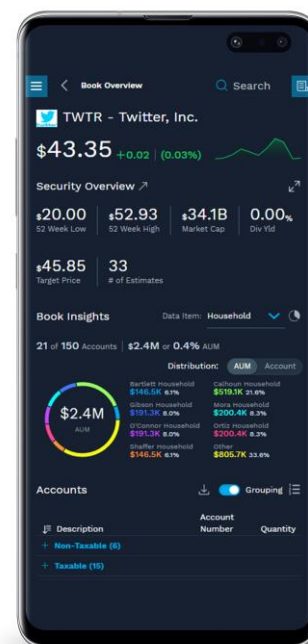 Book Overview
Search
TWTR - Twitter, Inc.
$43.35 +0.02 | (0.03%)
Security Overview
$20.00 $52.93 $34.1B 0.00%
52 Week Low 52 Week High Market Cap Div Yld
$45.85 33
Target Price # of Estimates
Book Insights Data Item: Household
21 of 150 Accounts | $2.4M or 0.4% AUM
Distribution: AUM Account
$2.4M
AUM
Bartlett Household
$146.5K 6.1%
Calhoun Household
$519.1K 21.6%
Gibson Household
$191.3K 8.0%
Mora Household
$200.4K 8.3%
O'Connor Household
$191.3K 8.0%
Ortiz Household
$200.4K 8.3%
Shaffer Household
$146.5K 6.1%
Other
$805.7K 33.6%
Accounts Grouping
Description Account Number Quantity
+ Non-Taxable (6)
+ Taxable (15)